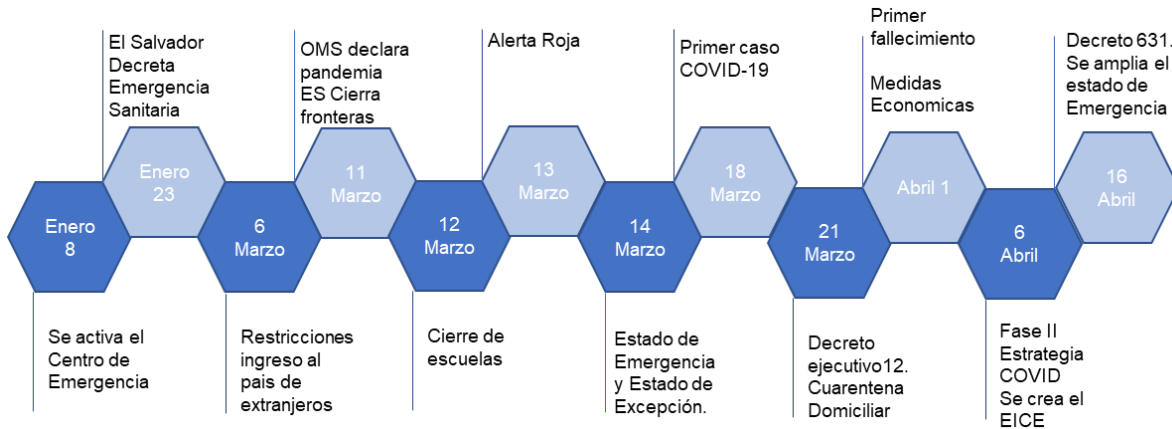 El Salvador
Decreta
Emergencia
Sanitaria
OMS declara
pandemia
ES Cierra
fronteras
Alerta Roja
Primer caso
COVID-19
Primer
fallecimiento
Medidas
Economicas
Decreto 631.
Se amplia el
estado de
Emergencia
Enero
23
11
Marzo
13
Marzo
18
Marzo
Abril 1
16
Abril
Enero
8
6
Marzo
12
Marzo
14
Marzo
21
Marzo
6
Abril
Se activa el
Centro de
Emergencia
Restricciones
ingreso al
pais de
extranjeros
Cierre de
escuelas
Estado de
Emergencia
y Estado de
Excepción.
Decreto
ejecutivo12.
Cuarentena
Domiciliar
Fase II
Estrategia
COVID
Se crea el
EICE